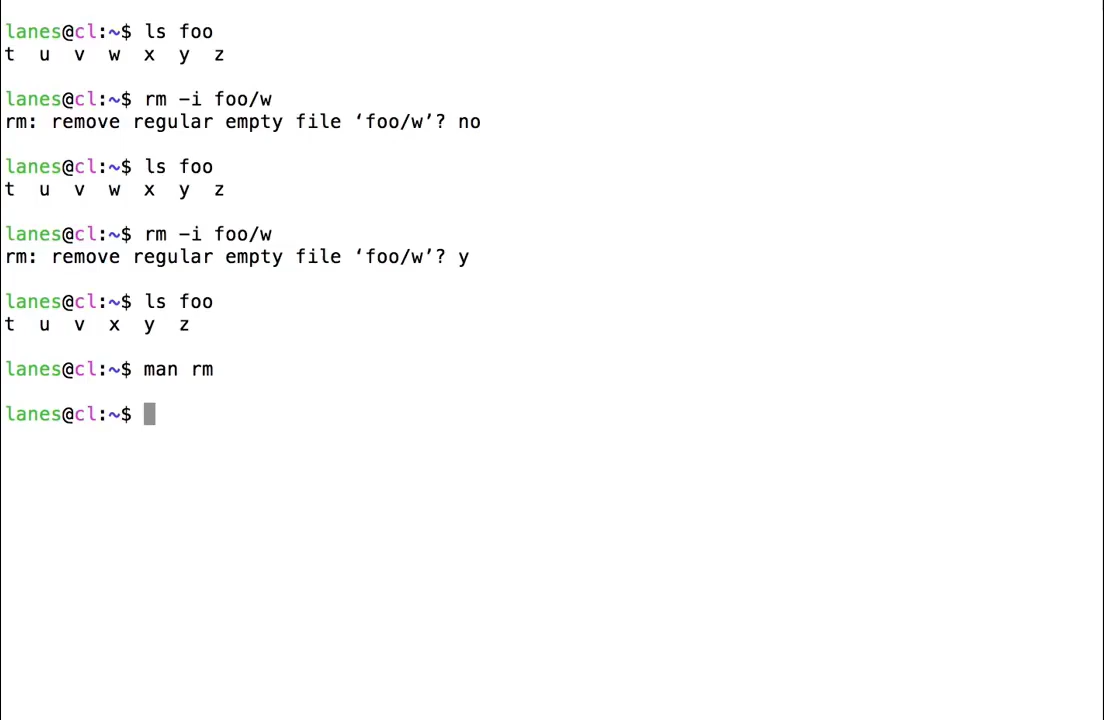 lanes@cl:~$ ls foo
t  u  v  w  x  y  z
lanes@cl:~$ rm -i foo/w
rm: remove regular empty file ‘foo/w’? no
lanes@cl:~$ ls foo
t  u  v  w  x  y  z
lanes@cl:~$ rm -i foo/w
rm: remove regular empty file ‘foo/w’? y
lanes@cl:~$ ls foo
t  u  v  x  y  z
lanes@cl:~$ man rm
lanes@cl:~$